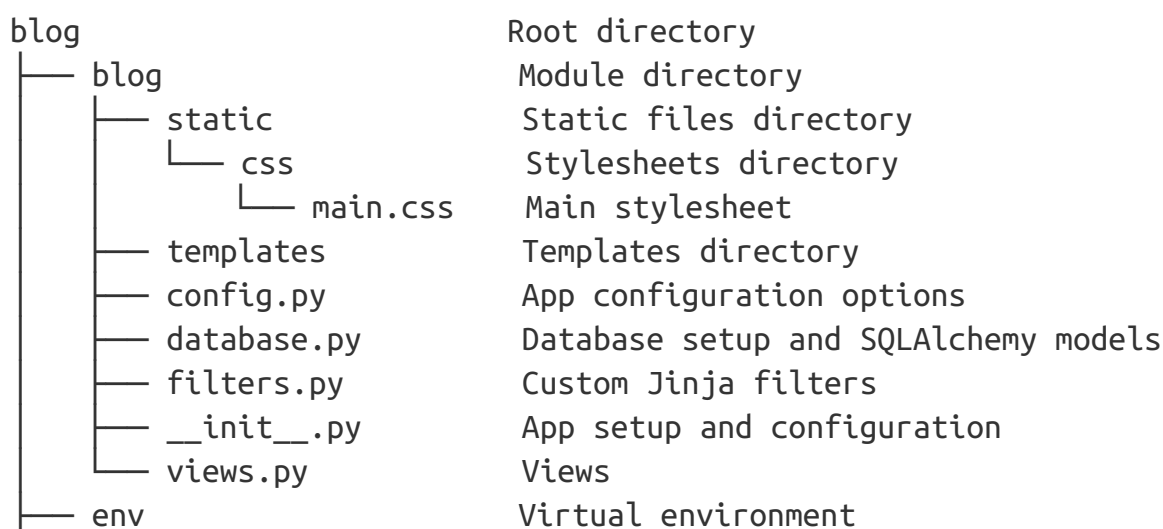 blog Root directory
├── blog Module directory
│   ├── static Static files directory
│   │   └── css Stylesheets directory
│   │       └── main.css Main stylesheet
│   ├── templates Templates directory
│   ├── config.py App configuration options
│   ├── database.py Database setup and SQLAlchemy models
│   ├── filters.py Custom Jinja filters
│   ├── __init__.py App setup and configuration
│   └── views.py Views
├── env Virtual environment